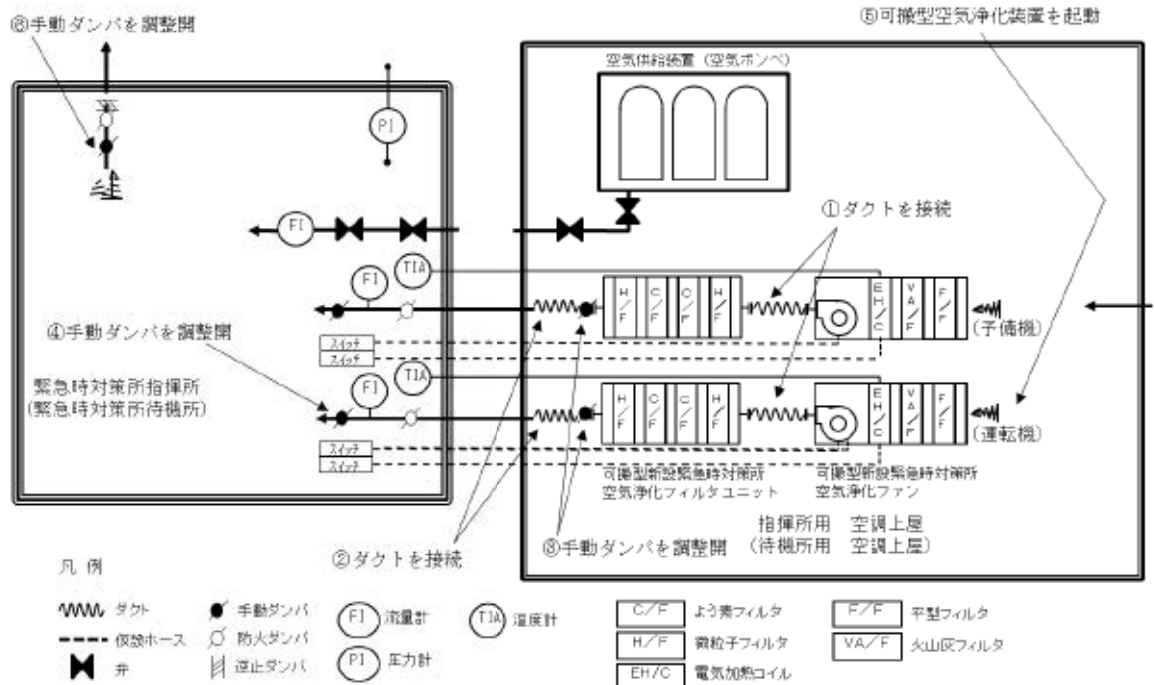 ⑥手動ダンパを調整開
⑤可搬型空気浄化装置を起動
空気供給装置（空気ボンベ）
PI
①ダクトを接続
FI
TIA
FI
H/F
C/F
C/F
H/F
EH/C
VA/F
F/F
(予備機)
④手動ダンパを調整開
スイッチ
スイッチ
TIA
FI
緊急時対策所指揮所
(緊急時対策所待機所)
H/F
C/F
C/F
H/F
EH/C
VA/F
F/F
(運転機)
スイッチ
スイッチ
可搬型新設緊急時対策所
空気浄化フィルタユニット
可搬型新設緊急時対策所
空気浄化ファン
指揮所用　空調上屋
(待機所用　空調上屋)
②ダクトを接続
③手動ダンパを調整開
凡 例
ダクト
仮設ホース
弁
手動ダンパ
防火ダンパ
逆止ダンパ
FI 流量計
PI 圧力計
TIA 温度計
C/F よう素フィルタ
H/F 微粒子フィルタ
EH/C 電気加熱コイル
F/F 平型フィルタ
VA/F 火山灰フィルタ